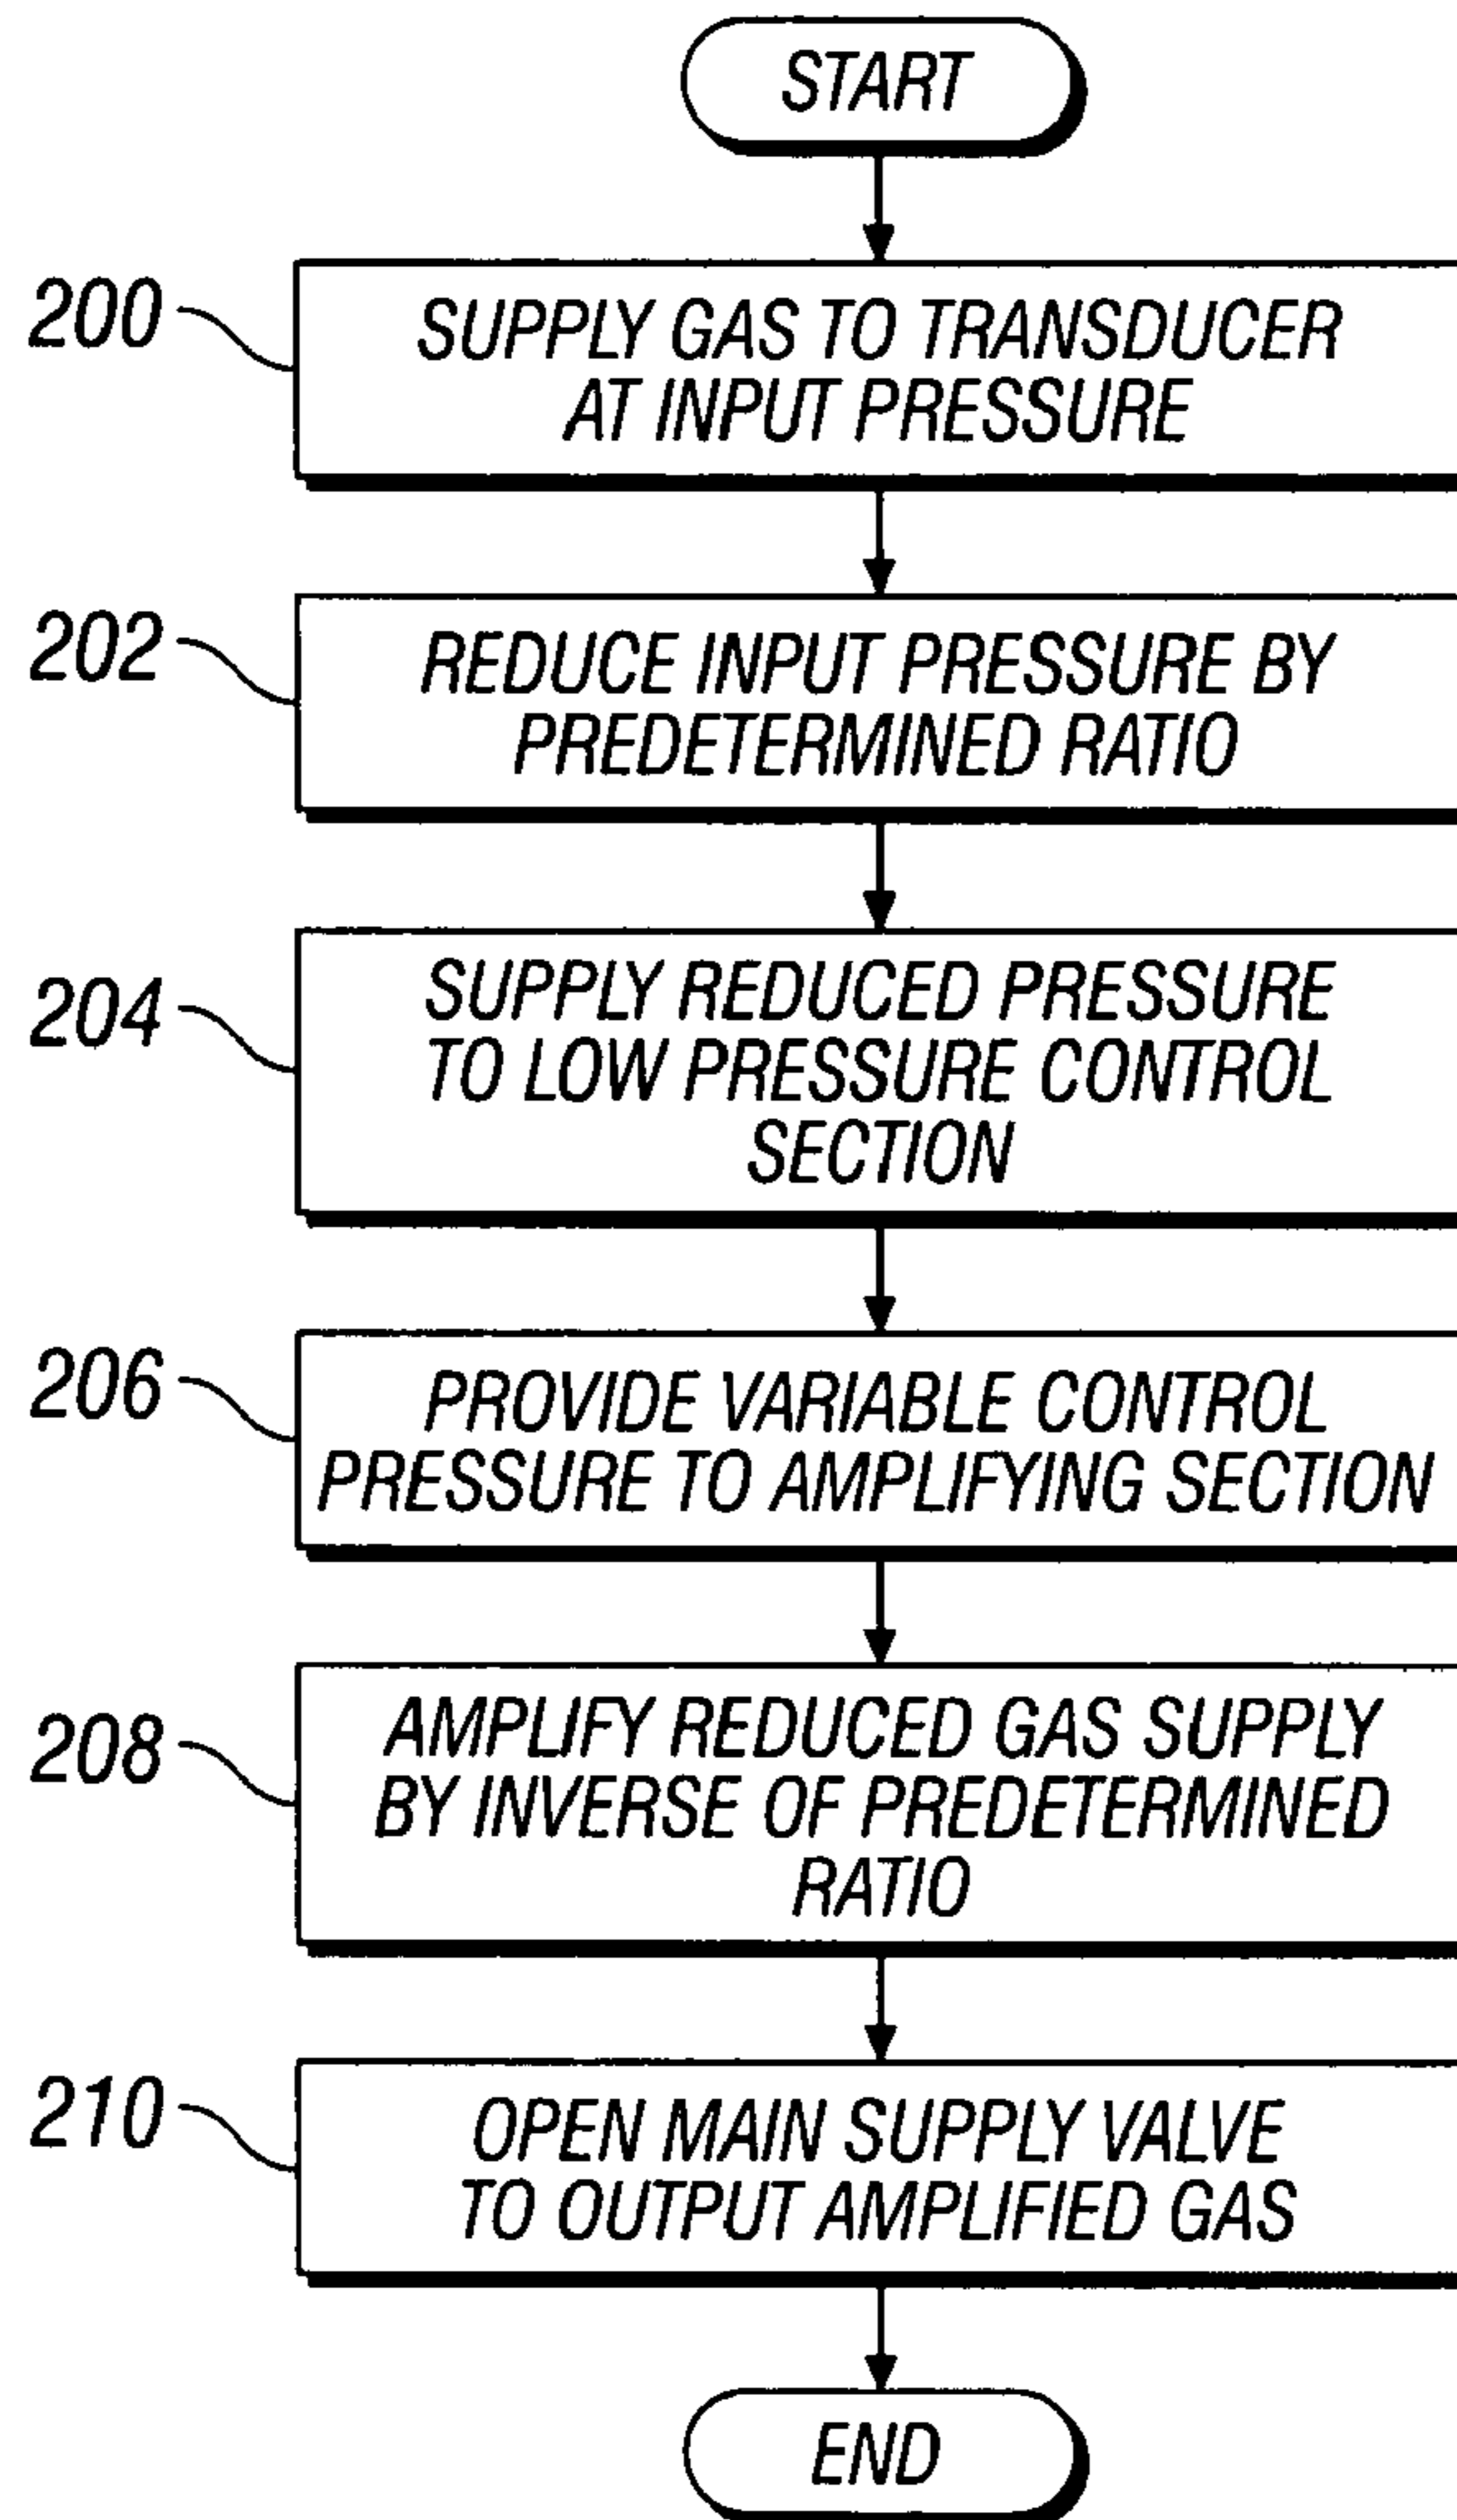 START
200
SUPPLY GAS TO TRANSDUCER
AT INPUT PRESSURE
202
REDUCE INPUT PRESSURE BY
PREDETERMINED RATIO
204
SUPPLY REDUCED PRESSURE
TO LOW PRESSURE CONTROL
SECTION
206
PROVIDE VARIABLE CONTROL
PRESSURE TO AMPLIFYING SECTION
208
AMPLIFY REDUCED GAS SUPPLY
BY INVERSE OF PREDETERMINED
RATIO
210
OPEN MAIN SUPPLY VALVE
TO OUTPUT AMPLIFIED GAS
END